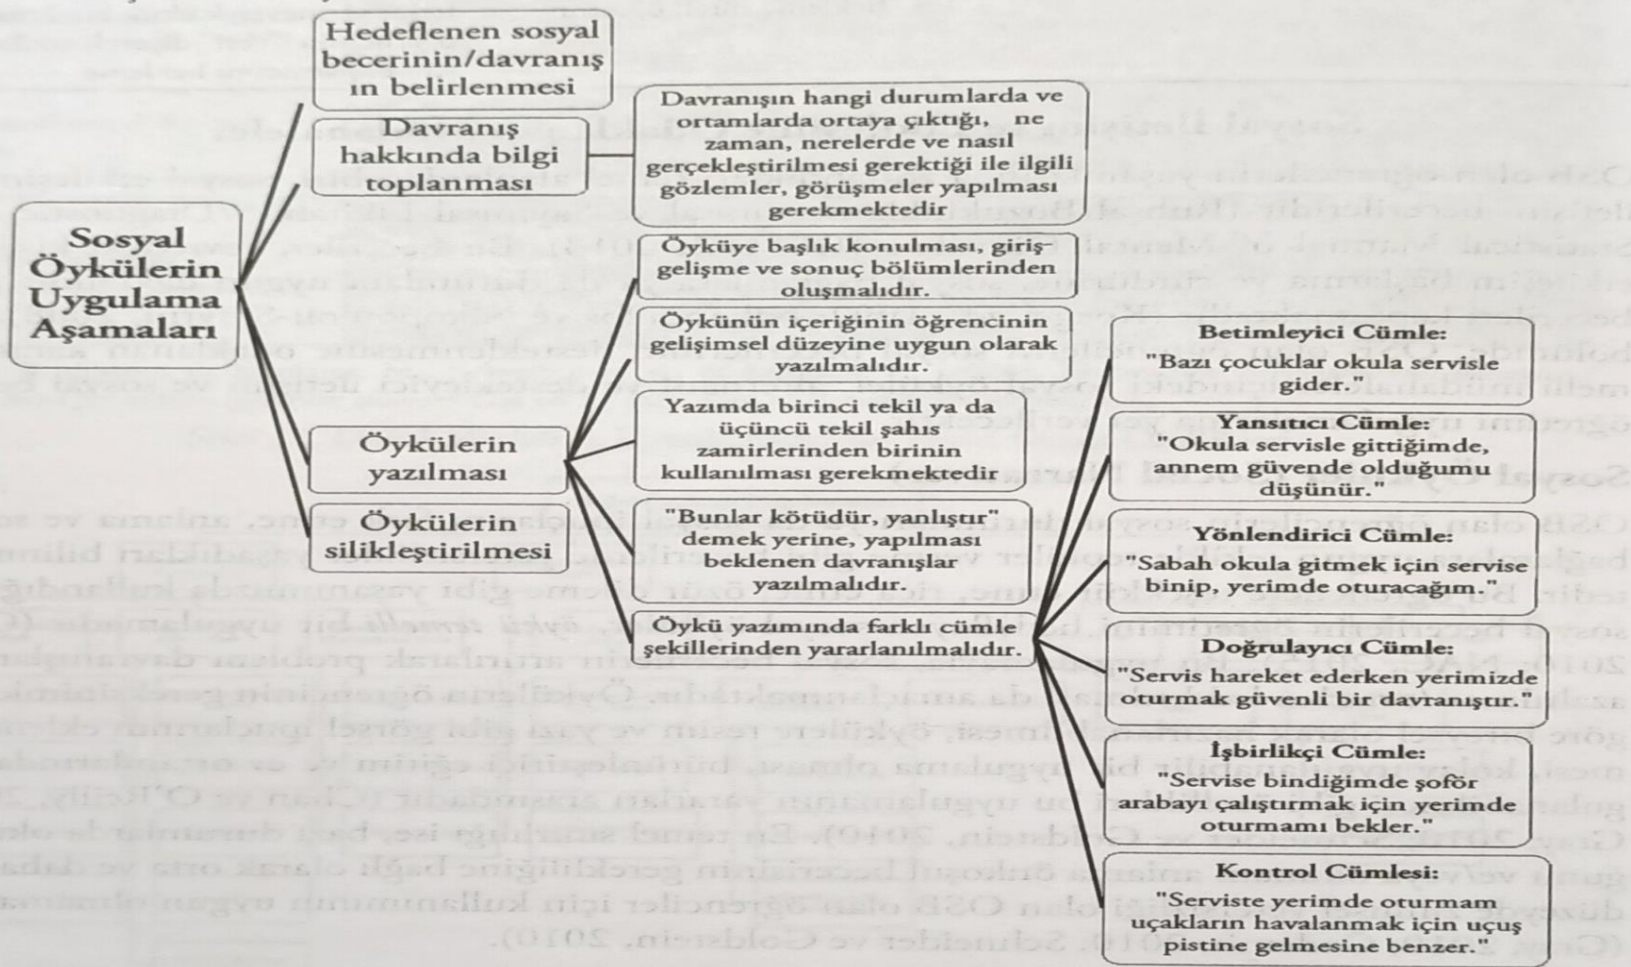 Sosyal
Öykülerin
Uygulama
Aşamaları
Hedeflenen sosyal
becerinin/davranış
ın belirlenmesi
Davranış
hakkında bilgi
toplanması
Davranışın hangi durumlarda ve
ortamlarda ortaya çıktığı, ne
zaman, nerelerde ve nasıl
gerçekleştirilmesi gerektiği ile ilgili
gözlemler, görüşmeler yapılması
gerekmektedir
Öykülerin
yazılması
Öyküye başlık konulması, giriş-
gelişme ve sonuç bölümlerinden
oluşmalıdır.
Öykünün içeriğinin öğrencinin
gelişimsel düzeyine uygun olarak
yazılmalıdır.
Yazımda birinci tekil ya da
üçüncü tekil şahıs
zamirlerinden birinin
kullanılması gerekmektedir
"Bunlar kötüdür, yanlıştır"
demek yerine, yapılması
beklenen davranışlar
yazılmalıdır.
Öykü yazımında farklı cümle
şekillerinden yararlanılmalıdır.
Betimleyici Cümle:
"Bazı çocuklar okula servisle
gider."
Yansıtıcı Cümle:
"Okula servisle gittiğimde,
annem güvende olduğumu
düşünür."
Yönlendirici Cümle:
"Sabah okula gitmek için servise
binip, yerimde oturacağım."
Doğrulayıcı Cümle:
"Servis hareket ederken yerimizde
oturmak güvenli bir davranıştır."
İşbirlikçi Cümle:
"Servise bindiğimde şoför
arabayı çalıştırmak için yerimde
oturmamı bekler."
Kontrol Cümlesi:
"Serviste yerimde oturmam
uçakların havalanmak için uçuş
pistine gelmesine benzer."
Öykülerin
silikleştirilmesi